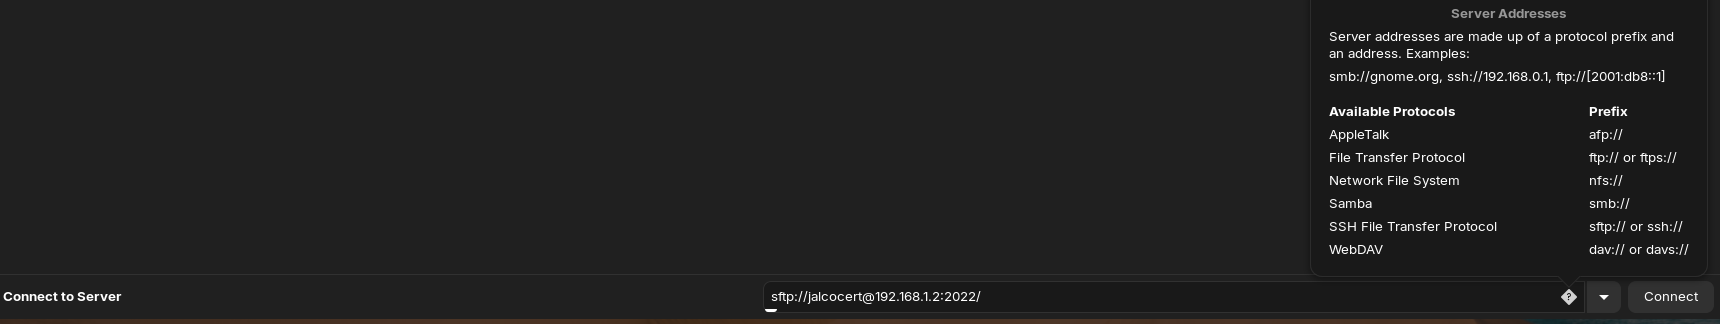 Server Addresses
Server addresses are made up of a protocol prefix and
an address. Examples:
smb://gnome.org, ssh://192.168.0.1, ftp://[2001:db8::1]
Available Protocols Prefix
AppleTalk afp://
File Transfer Protocol ftp:// or ftps://
Network File System nfs://
Samba smb://
SSH File Transfer Protocol sftp:// or ssh://
WebDAV dav:// or davs://
Connect to Server sftp://jalcocert@192.168.1.2:2022/ ? Connect